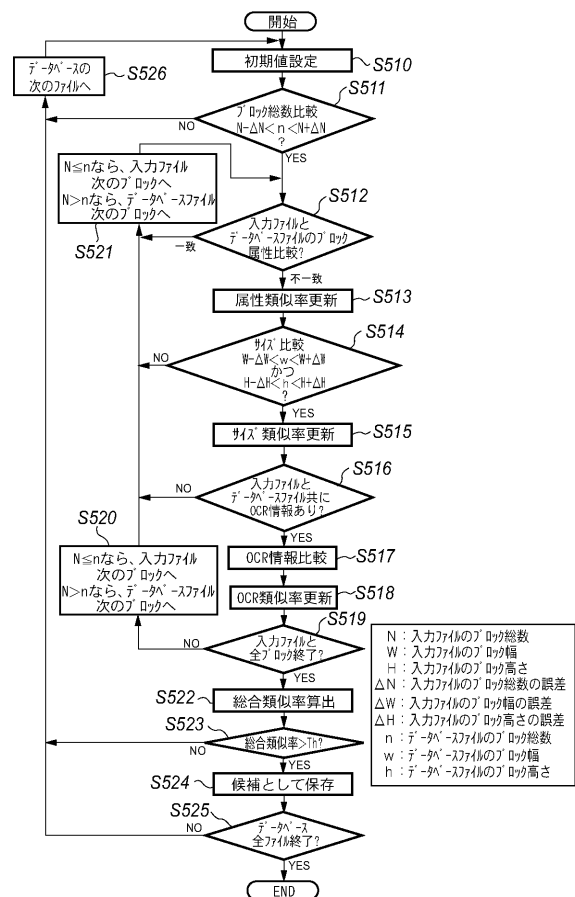 開始
初期値設定
S510
データベースの
次のファイルへ
S526
S511
ブロック総数比較
N−ΔN<n<N+ΔN
?
NO
YES
N≦nなら、入力ファイル
次のブロックへ
N>nなら、データベースファイル
次のブロックへ
S521
S512
入力ファイルと
データベースファイルのブロック
属性比較?
一致
不一致
属性類似率更新
S513
S514
サイズ比較
W−ΔW<w<W+ΔW
かつ
H−ΔH<h<H+ΔH
?
NO
YES
サイズ類似率更新
S515
S516
入力ファイルと
データベースファイル共に
OCR情報あり?
NO
YES
S520
N≦nなら、入力ファイル
次のブロックへ
N>nなら、データベースファイル
次のブロックへ
OCR情報比較
S517
OCR類似率更新
S518
S519
入力ファイルと
全ブロック終了?
NO
YES
S522
総合類似率算出
S523
総合類似率>Th?
NO
YES
S524
候補として保存
S525
データベース
全ファイル終了?
NO
YES
END
N：入力ファイルのブロック総数
W：入力ファイルのブロック幅
H：入力ファイルのブロック高さ
ΔN：入力ファイルのブロック総数の誤差
ΔW：入力ファイルのブロック幅の誤差
ΔH：入力ファイルのブロック高さの誤差
n：データベースファイルのブロック総数
w：データベースファイルのブロック幅
h：データベースファイルのブロック高さ